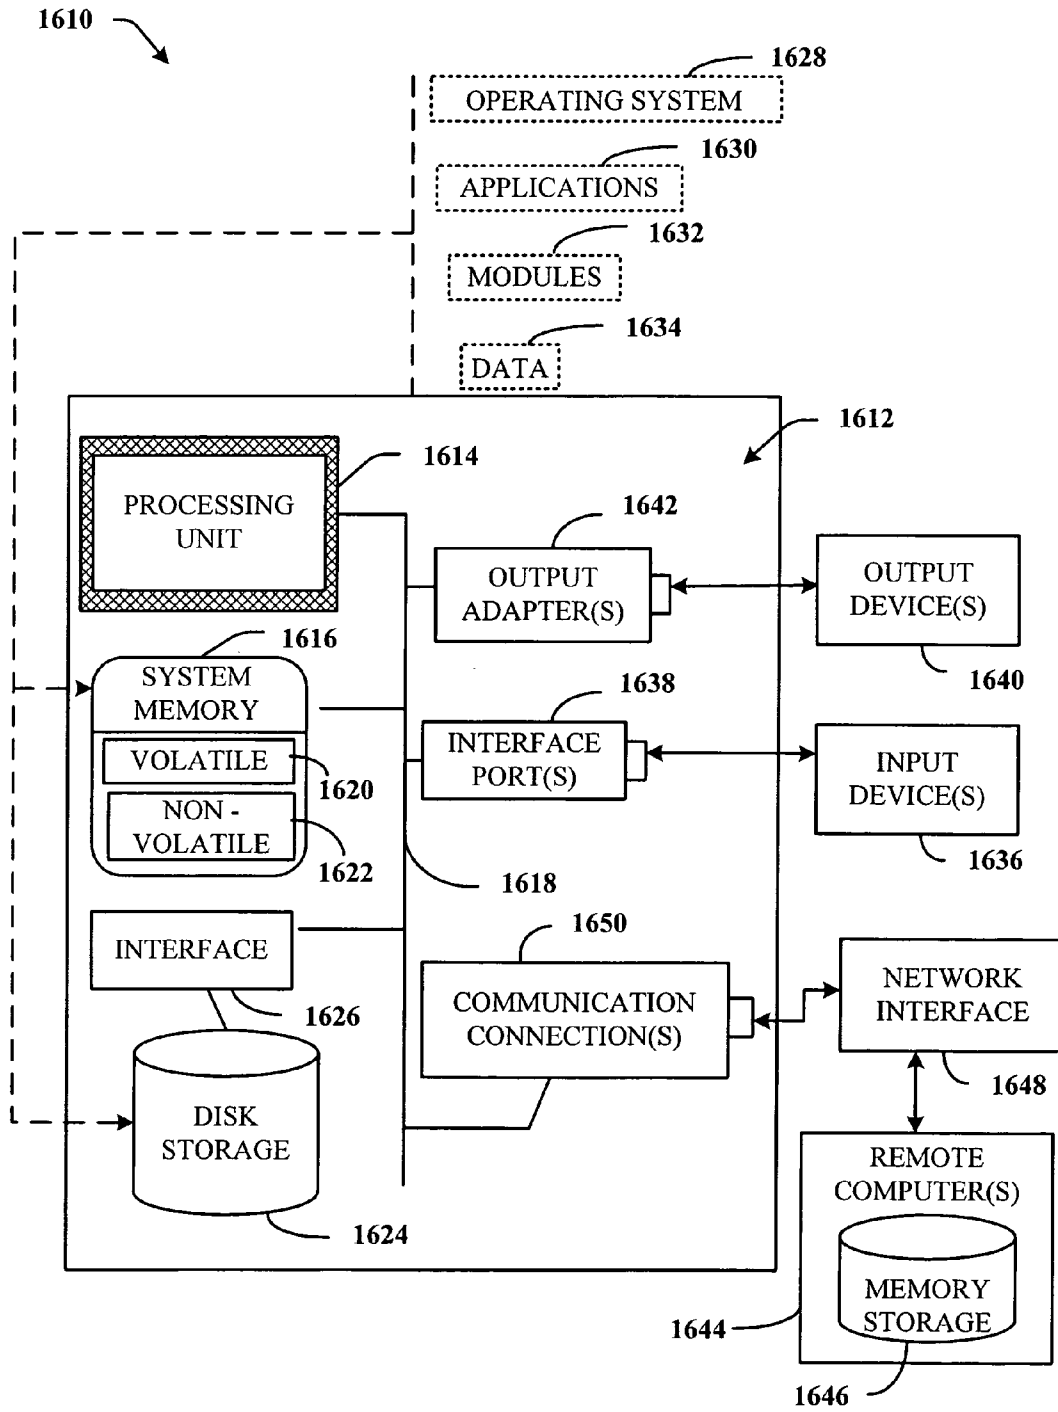 1610
1628
OPERATING SYSTEM
1630
APPLICATIONS
1632
MODULES
1634
DATA
1612
1614
PROCESSING
UNIT
1642
OUTPUT
ADAPTER(S)
OUTPUT
DEVICE(S)
1640
1616
SYSTEM
MEMORY
VOLATILE
1620
NON -
VOLATILE
1622
1638
INTERFACE
PORT(S)
INPUT
DEVICE(S)
1636
1618
INTERFACE
1626
1650
COMMUNICATION
CONNECTION(S)
NETWORK
INTERFACE
1648
DISK
STORAGE
1624
REMOTE
COMPUTER(S)
MEMORY
STORAGE
1644
1646